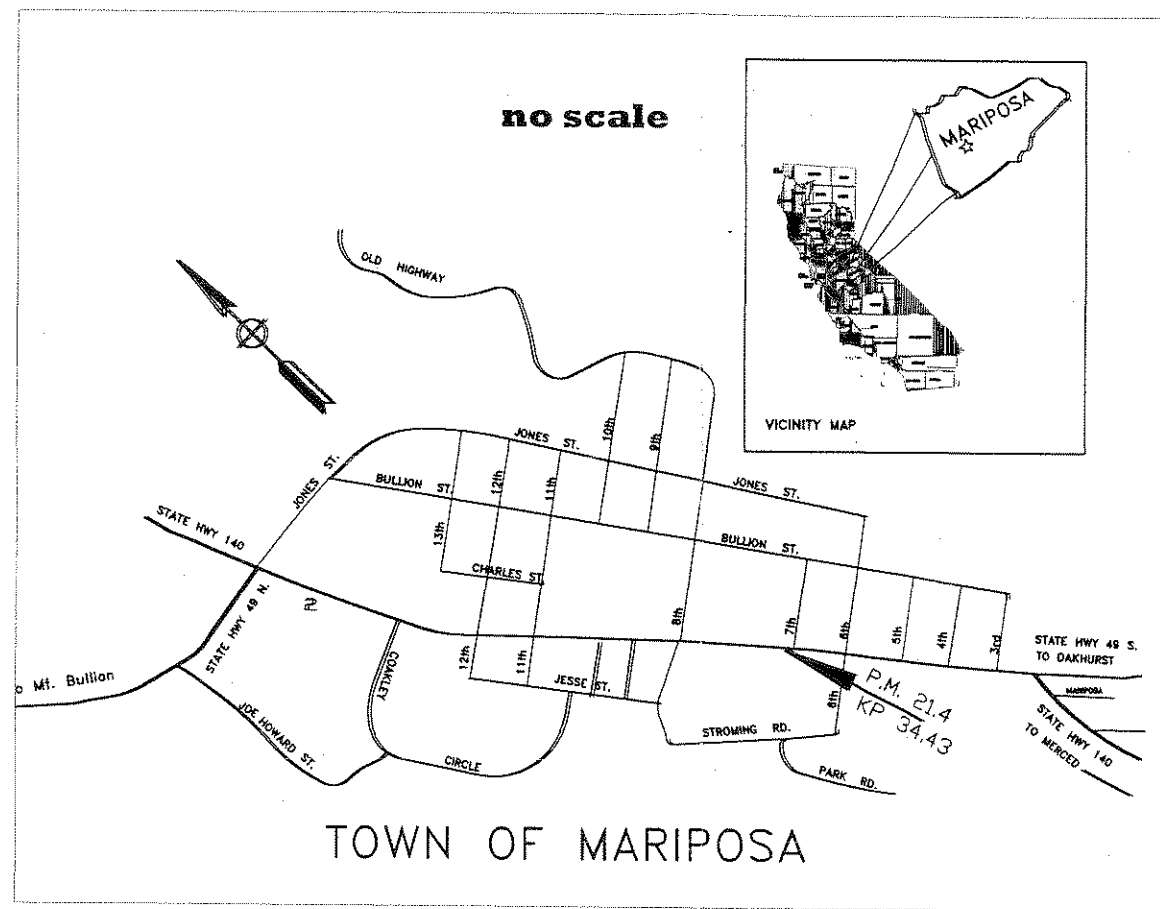 no scale
MARIPOSA
VICINITY MAP
OLD HIGHWAY
10th
9th
JONES ST.
JONES ST.
JONES ST.
BULLION ST.
12th
11th
13th
STATE HWY 140
BULLION ST.
CHARLES ST.
8th
7th
6th
5th
4th
3rd
STATE HWY 49 N.
STATE HWY 49 S.
TO OAKHURST
12th
11th
COAKLEY
JESSE ST.
o Mt. Bullion
P.M. 21.4
KP 34.43
6th
MARIPOSA
STATE HWY 140
TO MERCED
JOE HOWARD ST.
STROMING RD.
CIRCLE
PARK RD.
TOWN OF MARIPOSA